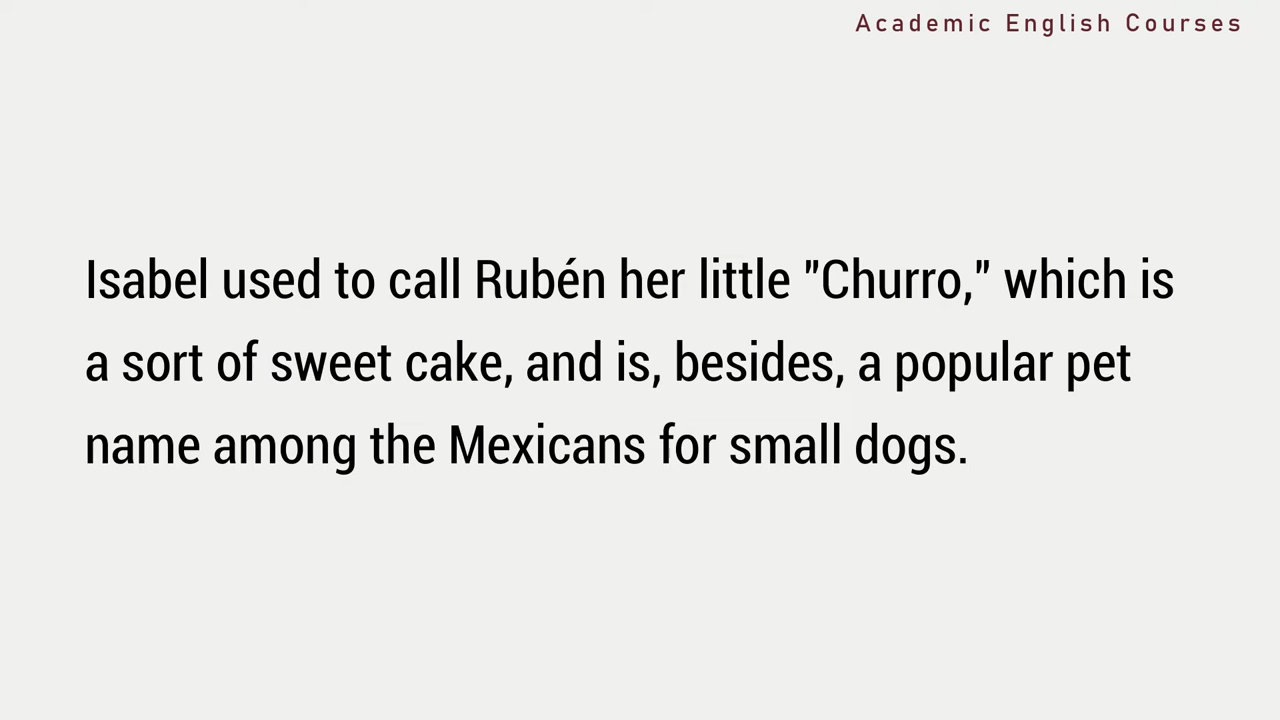 Academic English Courses
Isabel used to call Rubén her little "Churro," which is
a sort of sweet cake, and is, besides, a popular pet
name among the Mexicans for small dogs.